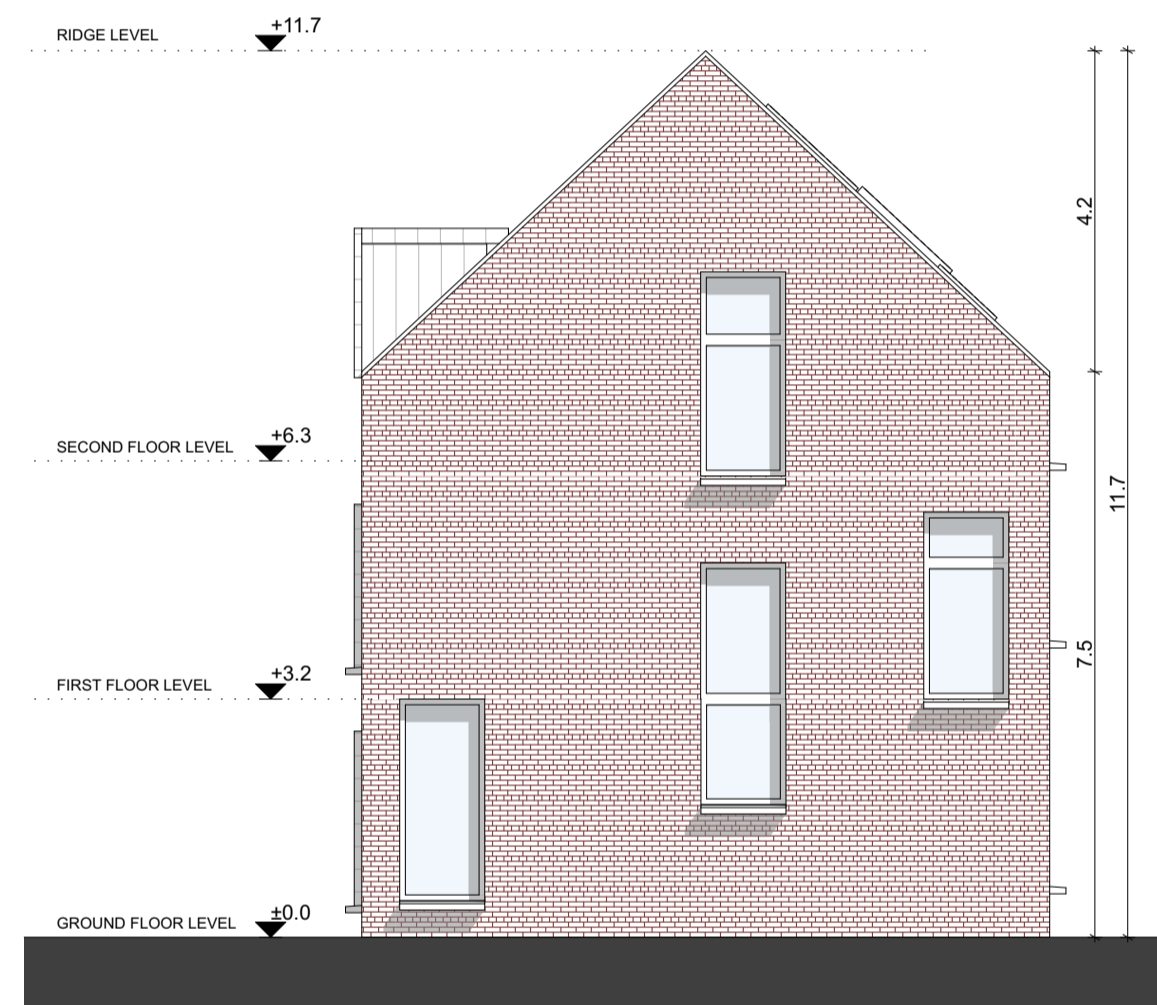 RIDGE LEVEL +11.7
4.2
SECOND FLOOR LEVEL +6.3
11.7
7.5
FIRST FLOOR LEVEL +3.2
GROUND FLOOR LEVEL ±0.0